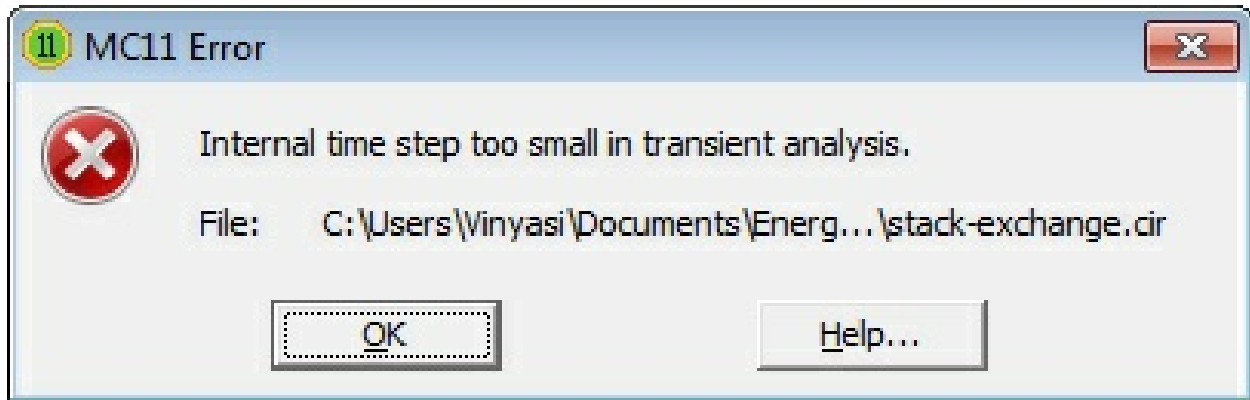 11 MC11 Error
Internal time step too small in transient analysis.
File: C:\Users\Vinyasi\Documents\Energ...\stack-exchange.cir
OK Help...